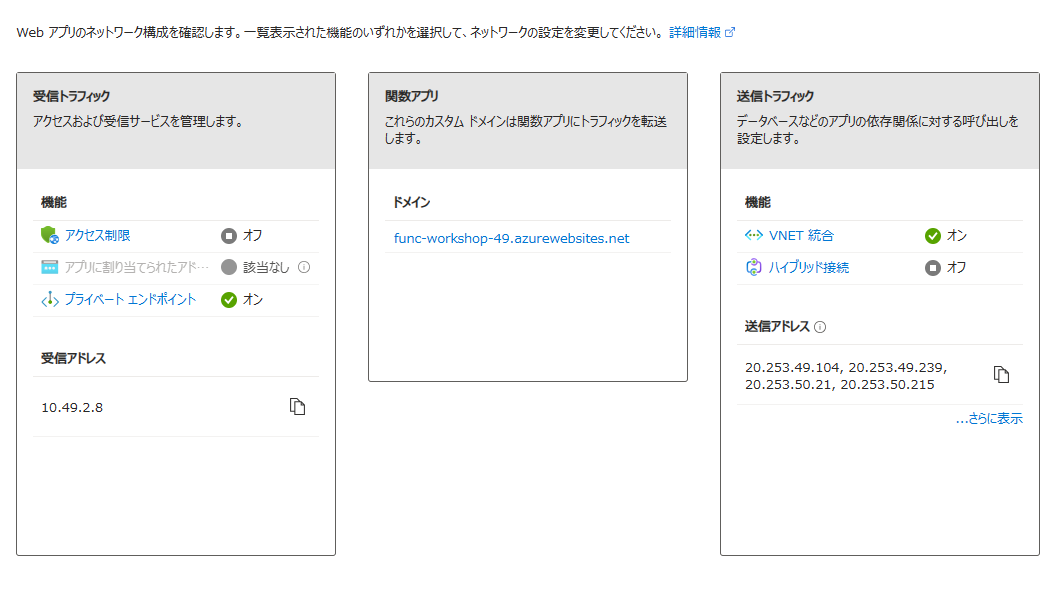 Web アプリのネットワーク構成を確認します。一覧表示された機能のいずれかを選択して、ネットワークの設定を変更してください。 詳細情報
受信トラフィック
アクセスおよび受信サービスを管理します。
機能
アクセス制限 オフ
アプリに割り当てられたアド… 該当なし
プライベート エンドポイント オン
受信アドレス
10.49.2.8
関数アプリ
これらのカスタム ドメインは関数アプリにトラフィックを転送
します。
ドメイン
func-workshop-49.azurewebsites.net
送信トラフィック
データベースなどのアプリの依存関係に対する呼び出しを
設定します。
機能
VNET 統合 オン
ハイブリッド接続 オフ
送信アドレス
20.253.49.104, 20.253.49.239,
20.253.50.21, 20.253.50.215
...さらに表示